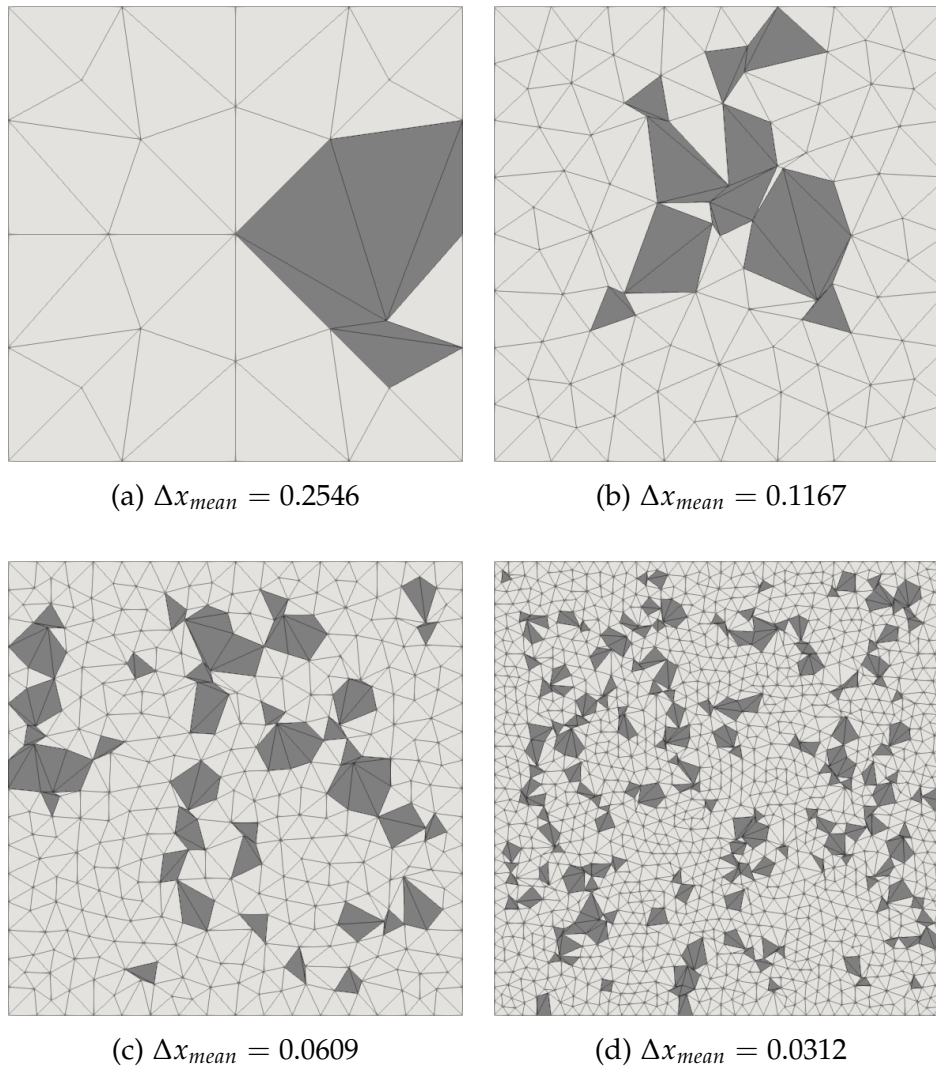 (a) Δx_mean = 0.2546
(b) Δx_mean = 0.1167
(c) Δx_mean = 0.0609
(d) Δx_mean = 0.0312